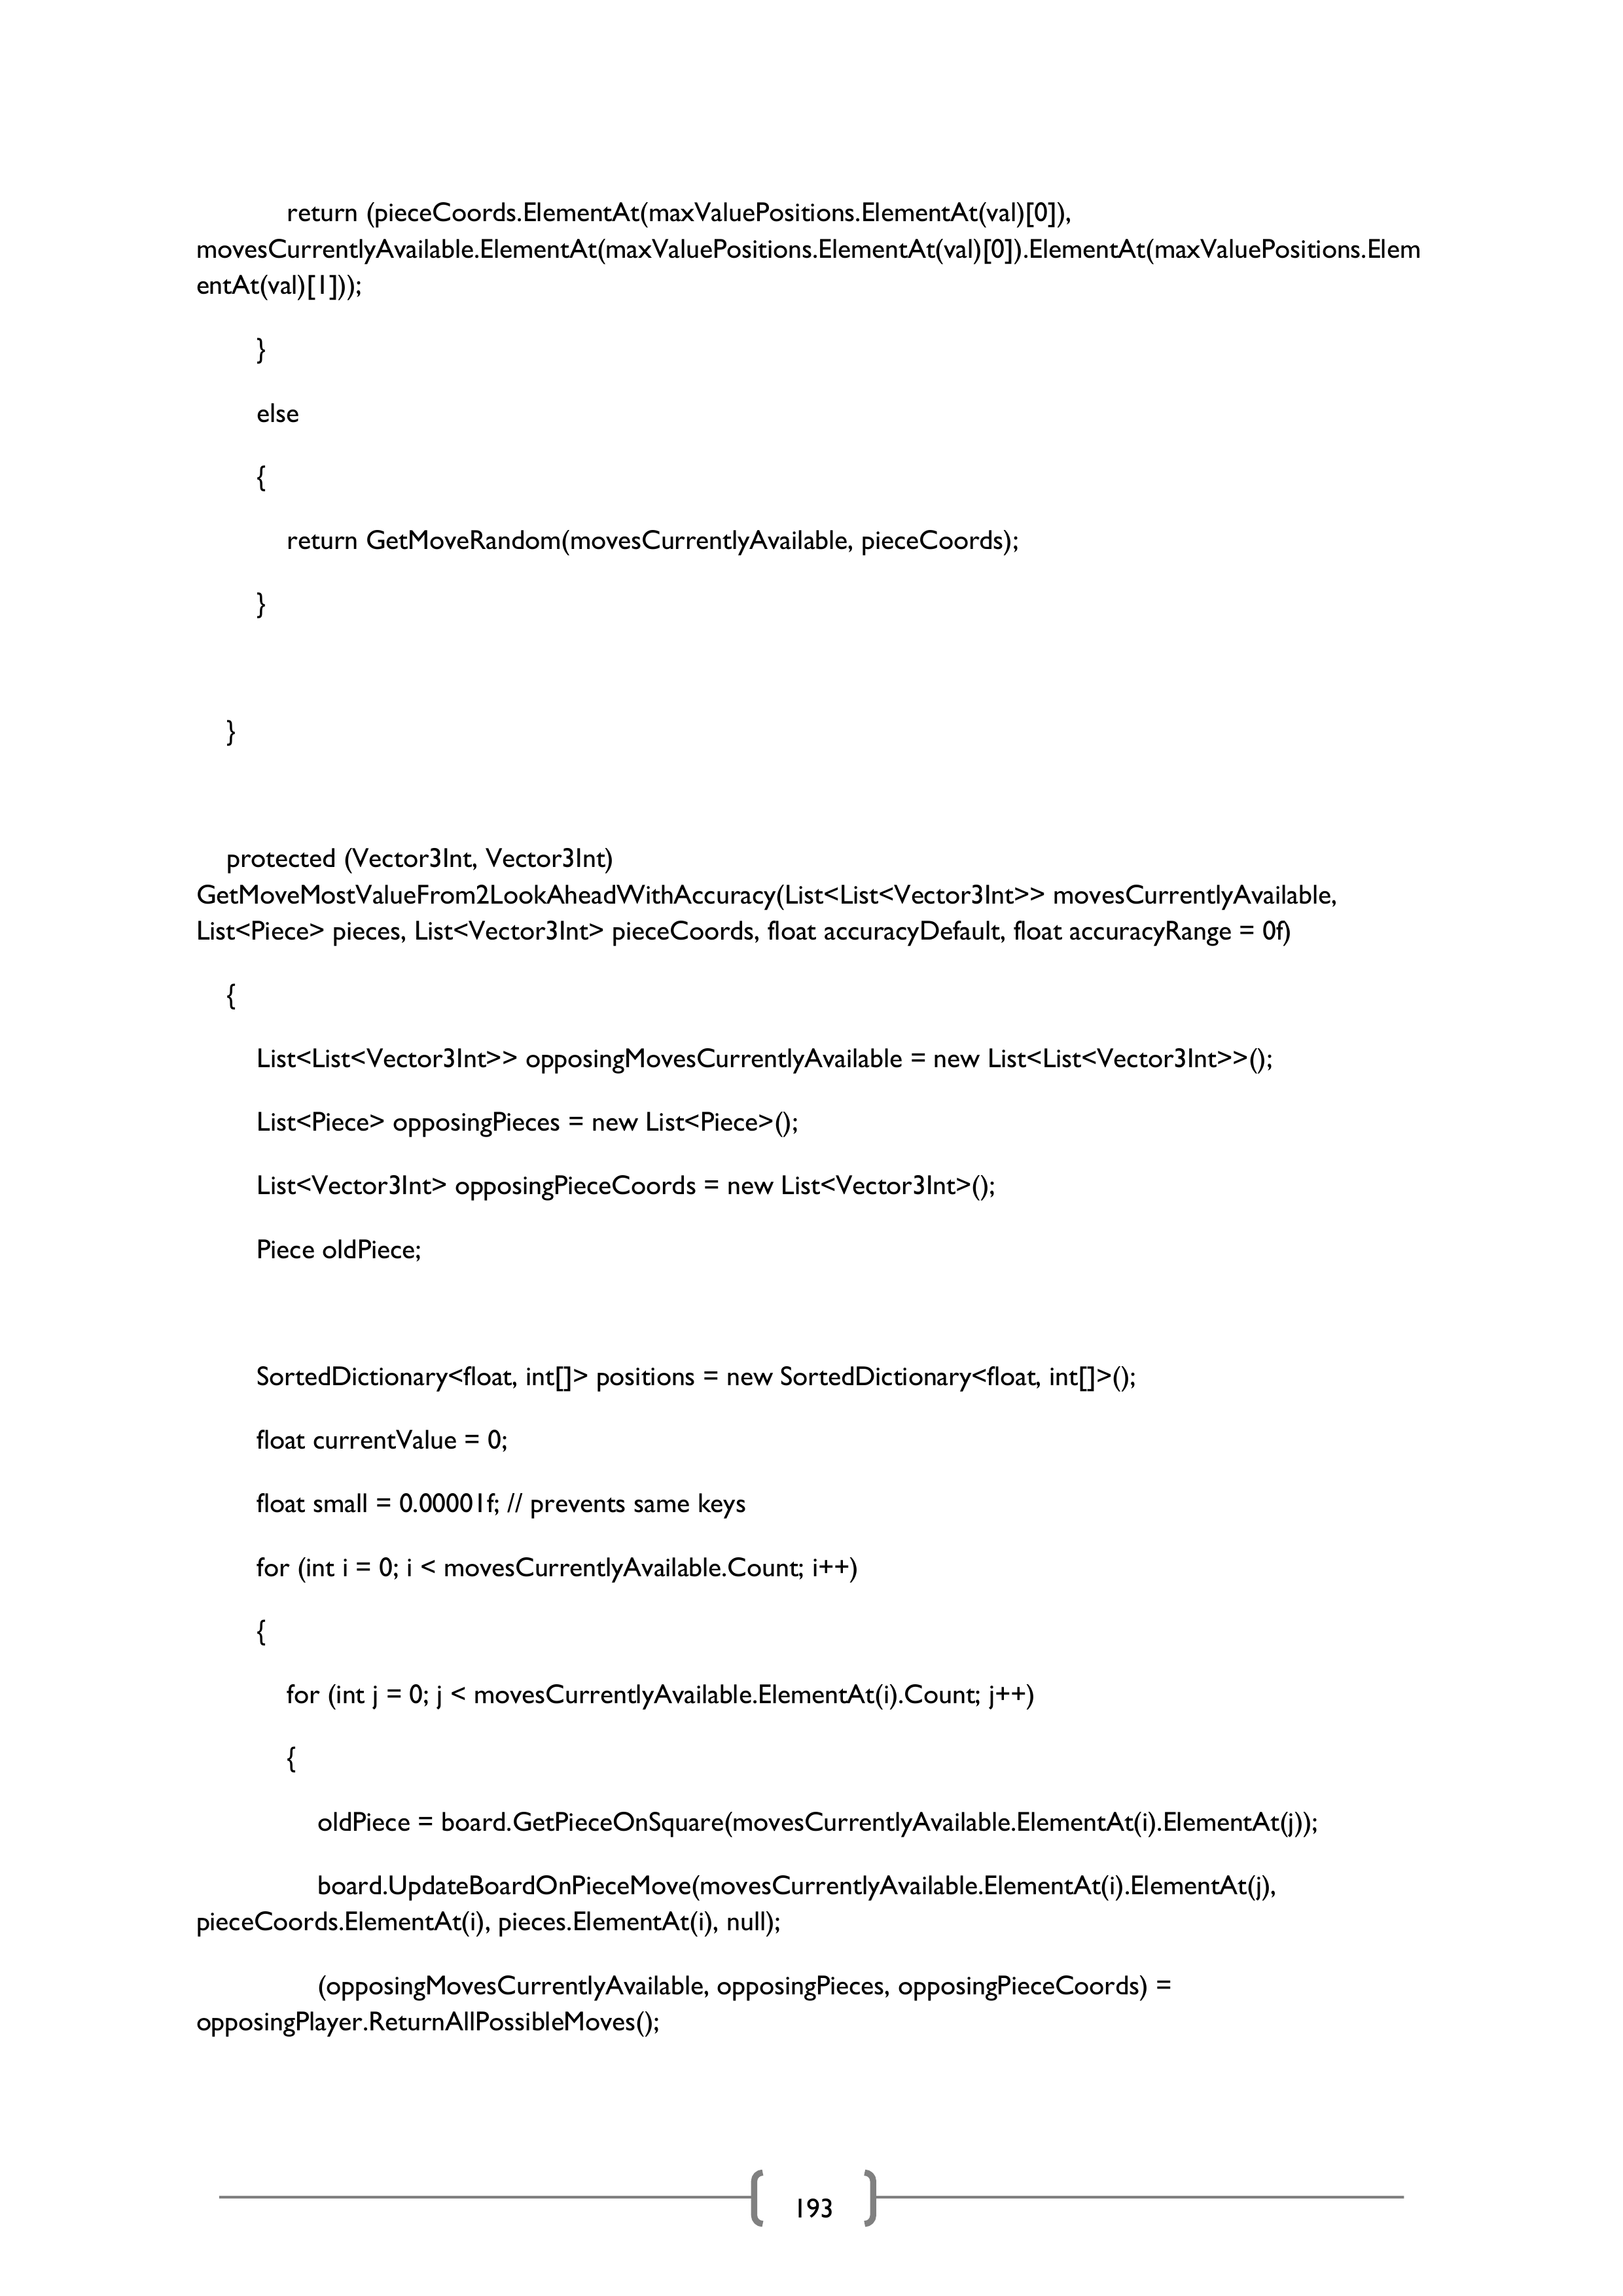 return (pieceCoords.ElementAt(maxValuePositions.ElementAt(val)[0]),
movesCurrentlyAvailable.ElementAt(maxValuePositions.ElementAt(val)[0]).ElementAt(maxValuePositions.Elem
entAt(val)[1]));
}
else
{
return GetMoveRandom(movesCurrentlyAvailable, pieceCoords);
}
}
protected (Vector3Int, Vector3Int)
GetMoveMostValueFrom2LookAheadWithAccuracy(List<List<Vector3Int>> movesCurrentlyAvailable,
List<Piece> pieces, List<Vector3Int> pieceCoords, float accuracyDefault, float accuracyRange = 0f)
{
List<List<Vector3Int>> opposingMovesCurrentlyAvailable = new List<List<Vector3Int>>();
List<Piece> opposingPieces = new List<Piece>();
List<Vector3Int> opposingPieceCoords = new List<Vector3Int>();
Piece oldPiece;
SortedDictionary<float, int[]> positions = new SortedDictionary<float, int[]>();
float currentValue = 0;
float small = 0.00001f; // prevents same keys
for (int i = 0; i < movesCurrentlyAvailable.Count; i++)
{
for (int j = 0; j < movesCurrentlyAvailable.ElementAt(i).Count; j++)
{
oldPiece = board.GetPieceOnSquare(movesCurrentlyAvailable.ElementAt(i).ElementAt(j));
board.UpdateBoardOnPieceMove(movesCurrentlyAvailable.ElementAt(i).ElementAt(j),
pieceCoords.ElementAt(i), pieces.ElementAt(i), null);
(opposingMovesCurrentlyAvailable, opposingPieces, opposingPieceCoords) =
opposingPlayer.ReturnAllPossibleMoves();
193